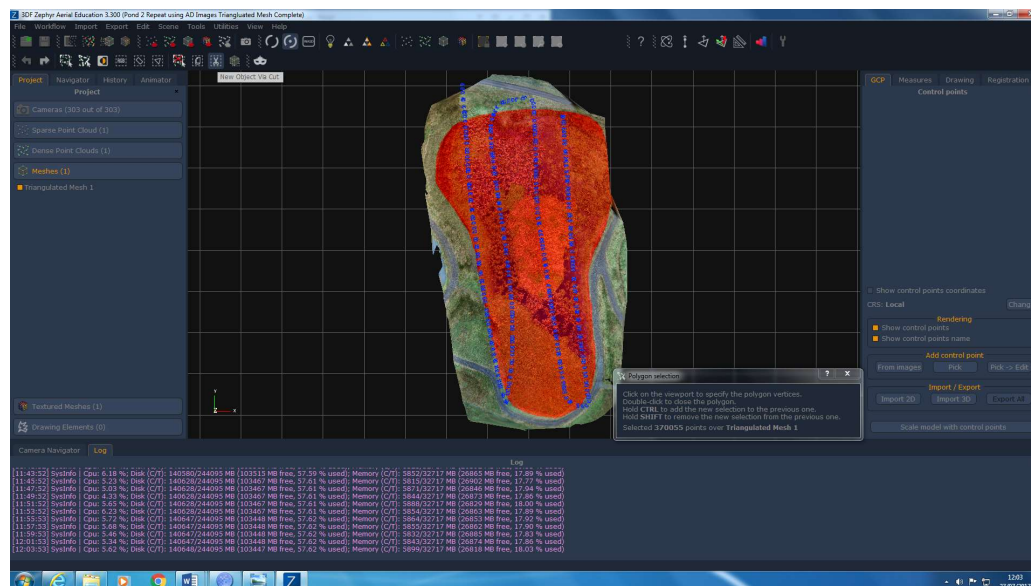 3DF Zephyr Aerial Education 3.300 (Pond 2 Repeat using AD Images Triangluated Mesh Complete)
File Workflow Import Export Edit Scene Tools Utilities View Help
Project Navigator History Animator
New Object Via Cut
GCP Measures Drawing Registration
Project
Control points
Cameras (303 out of 303)
Sparse Point Cloud (1)
Dense Point Clouds (1)
Meshes (1)
Triangulated Mesh 1
Show control points coordinates
CRS: Local
Chang
Rendering
Show control points
Show control points name
Add control point
From images Pick Pick -> Edit
Import / Export
Import 2D Import 3D Export All
Scale model with control points
Y
X
Polygon selection
? X
Click on the viewport to specify the polygon vertices.
Double-click to close the polygon.
Hold CTRL to add the new selection to the previous one.
Hold SHIFT to remove the new selection from the previous one.
Selected 370055 points over Triangulated Mesh 1
Textured Meshes (1)
Drawing Elements (0)
Camera Navigator Log
Log
[11:43:52] SysInfo | Cpu: 6.18 %; Disk (C/T): 140580/244095 MB (103515 MB free, 57.59 % used); Memory (C/T): 5852/32717 MB (26865 MB free, 17.89 % used)
[11:45:52] SysInfo | Cpu: 5.23 %; Disk (C/T): 140628/244095 MB (103467 MB free, 57.61 % used); Memory (C/T): 5815/32717 MB (26902 MB free, 17.77 % used)
[11:47:52] SysInfo | Cpu: 5.03 %; Disk (C/T): 140628/244095 MB (103467 MB free, 57.61 % used); Memory (C/T): 5871/32717 MB (26846 MB free, 17.94 % used)
[11:49:52] SysInfo | Cpu: 4.33 %; Disk (C/T): 140628/244095 MB (103467 MB free, 57.61 % used); Memory (C/T): 5844/32717 MB (26873 MB free, 17.86 % used)
[11:51:52] SysInfo | Cpu: 5.65 %; Disk (C/T): 140628/244095 MB (103467 MB free, 57.61 % used); Memory (C/T): 5888/32717 MB (26829 MB free, 18.00 % used)
[11:53:52] SysInfo | Cpu: 6.23 %; Disk (C/T): 140628/244095 MB (103467 MB free, 57.61 % used); Memory (C/T): 5854/32717 MB (26863 MB free, 17.89 % used)
[11:55:53] SysInfo | Cpu: 5.72 %; Disk (C/T): 140647/244095 MB (103448 MB free, 57.62 % used); Memory (C/T): 5864/32717 MB (26853 MB free, 17.92 % used)
[11:57:53] SysInfo | Cpu: 5.68 %; Disk (C/T): 140647/244095 MB (103448 MB free, 57.62 % used); Memory (C/T): 5855/32717 MB (26862 MB free, 17.90 % used)
[11:59:53] SysInfo | Cpu: 5.46 %; Disk (C/T): 140647/244095 MB (103448 MB free, 57.62 % used); Memory (C/T): 5832/32717 MB (26885 MB free, 17.83 % used)
[12:01:53] SysInfo | Cpu: 5.34 %; Disk (C/T): 140647/244095 MB (103448 MB free, 57.62 % used); Memory (C/T): 5843/32717 MB (26874 MB free, 17.86 % used)
[12:03:53] SysInfo | Cpu: 5.62 %; Disk (C/T): 140648/244095 MB (103447 MB free, 57.62 % used); Memory (C/T): 5899/32717 MB (26818 MB free, 18.03 % used)
12:03